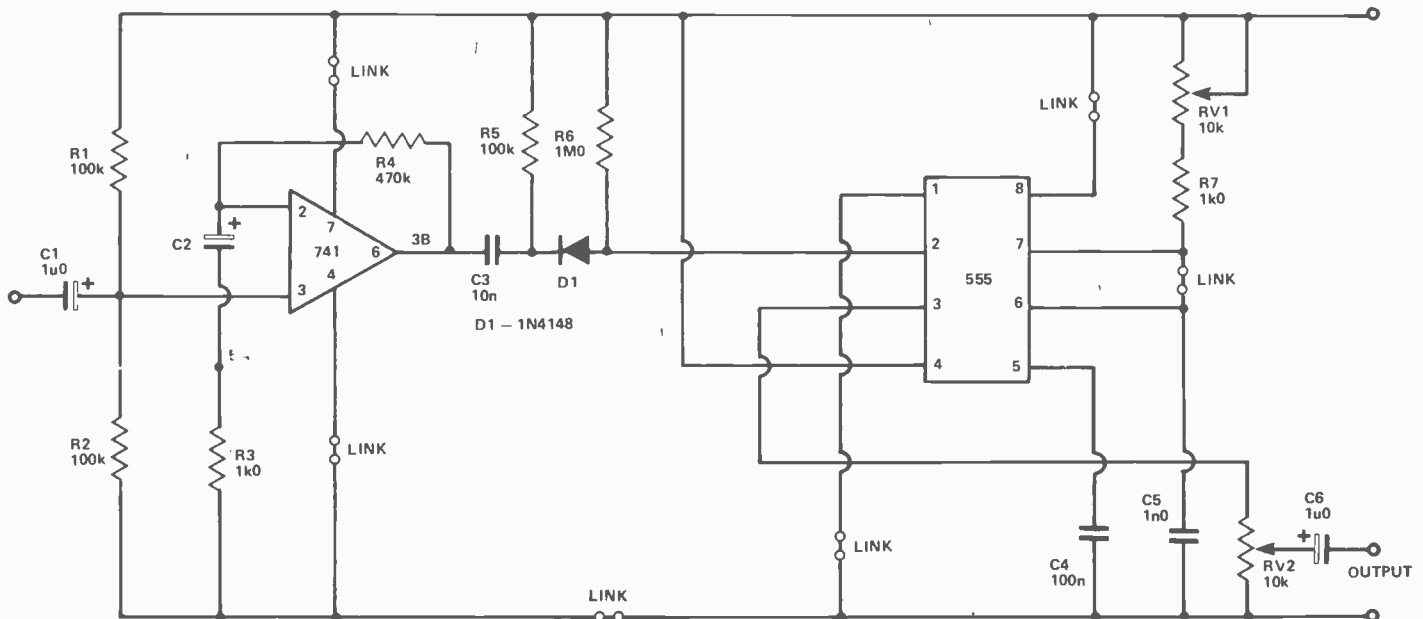 LINK
R1
100k
R4
470k
R5
100k
R6
1M0
LINK
RV1
10k
R7
1k0
C1
1u0
+
C2
+
2
7
741
6
4
3
3B
C3
10n
D1
D1 – 1N4148
1
8
2
7
555
3
6
4
5
LINK
R2
100k
R3
1k0
LINK
LINK
LINK
C4
100n
C5
1n0
RV2
10k
C6
1u0
+
OUTPUT